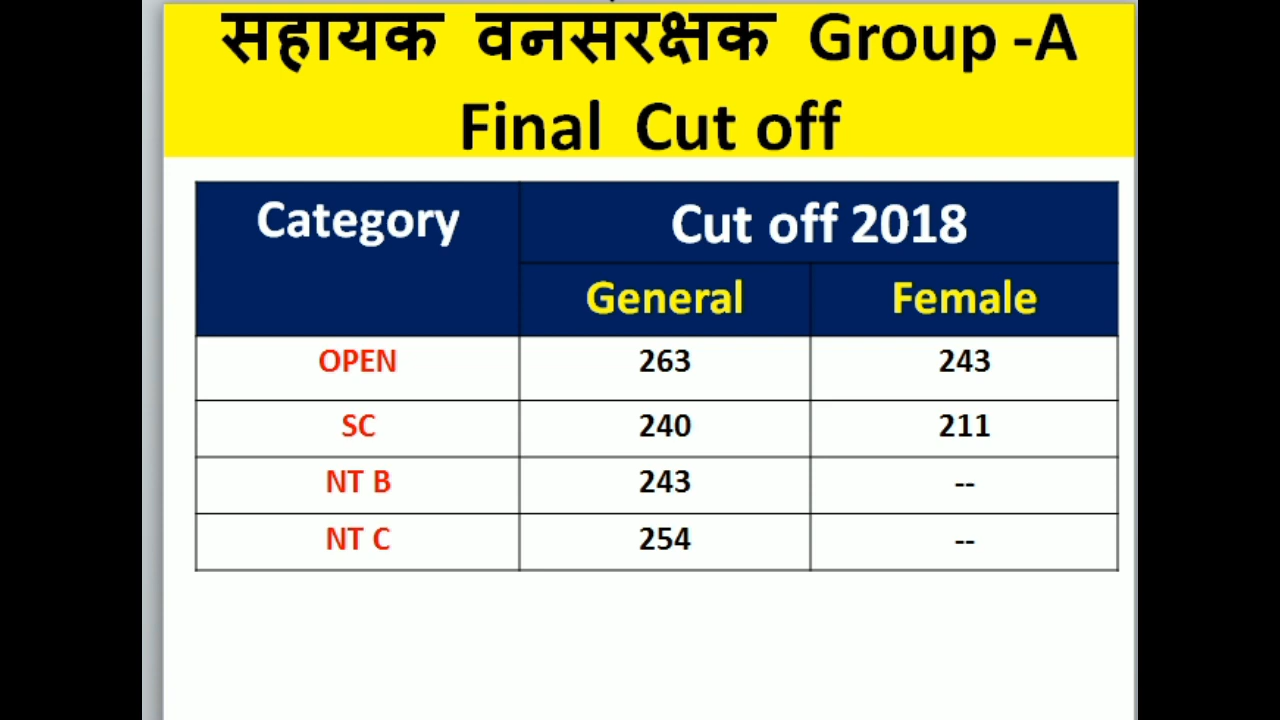 सहायक वनसरक्षक Group -A
Final Cut off
Category Cut off 2018
General Female
OPEN 263 243
SC 240 211
NT B 243 --
NT C 254 --